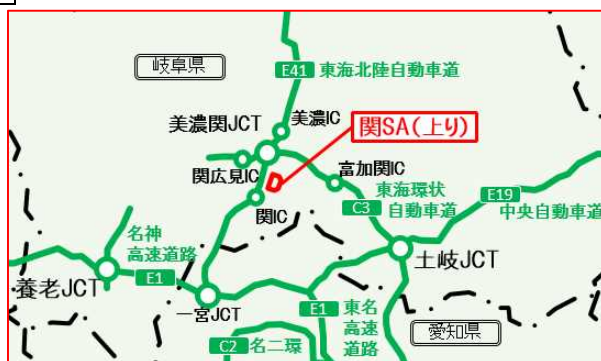 岐阜県
E41 東海北陸自動車道
美濃関JCT
美濃IC
関SA(上り)
関広見IC
富加関IC
関IC
東海環状
C3 自動車道
E19
中央自動車道
名神
高速道路
養老JCT
E1
土岐JCT
一宮JCT
E1 東名
高速
道路
C2 名二環
愛知県